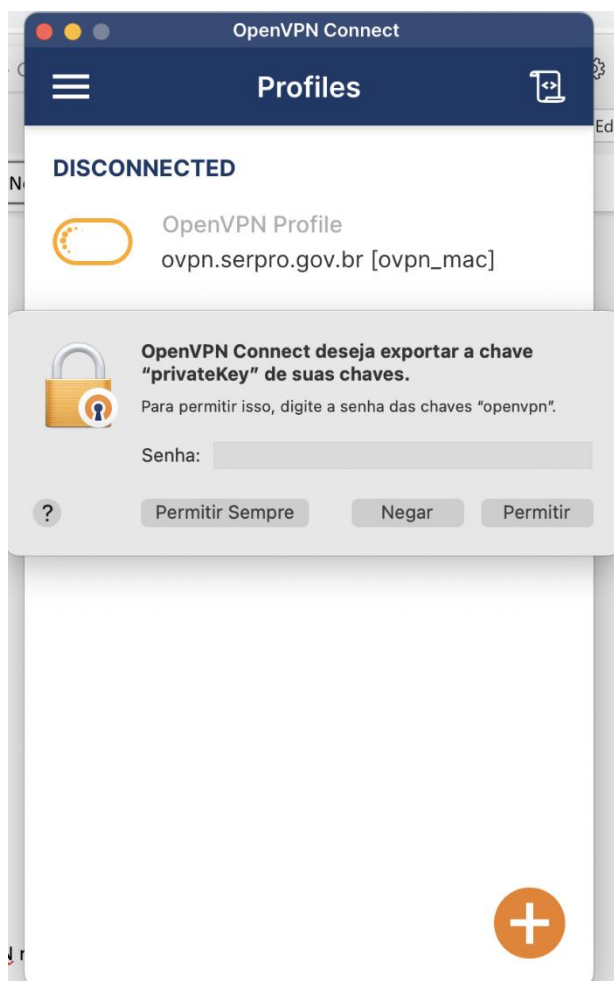 OpenVPN Connect
Profiles
Ed
DISCONNECTED
OpenVPN Profile
ovpn.serpro.gov.br [ovpn_mac]
OpenVPN Connect deseja exportar a chave
“privateKey” de suas chaves.
Para permitir isso, digite a senha das chaves “openvpn”.
Senha:
?
Permitir Sempre
Negar
Permitir